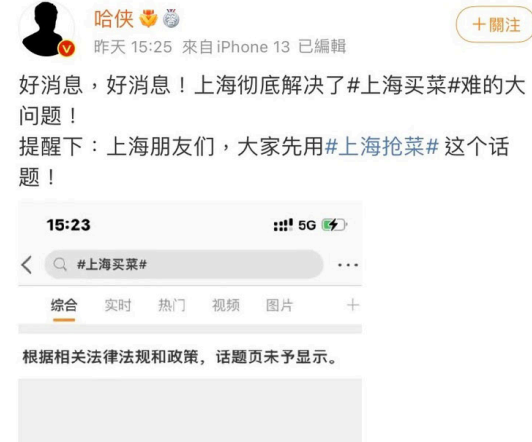 哈侠
昨天 15:25 來自iPhone 13 已編輯
+關注
好消息，好消息！上海彻底解决了#上海买菜#难的大
问题！
提醒下：上海朋友们，大家先用#上海抢菜# 这个话
题！
15:23
5G
#上海买菜#
综合 实时 热门 视频 图片
根据相关法律法规和政策，话题页未予显示。